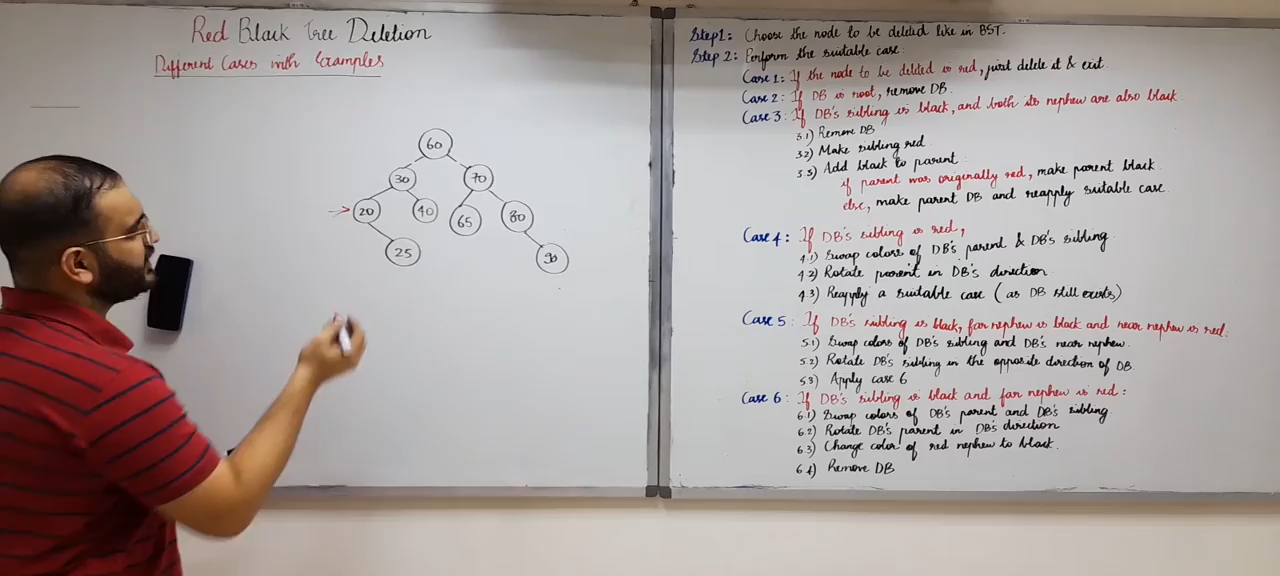 Red Black Tree Deletion
Different Cases with Examples
60
30 70
20 40 65 80
25 90
Step1: Choose the node to be deleted like in BST.
Step 2: Perform the suitable case:
Case 1: If the node to be deleted is red, just delete it & exit.
Case 2: If DB is root, remove DB.
Case 3: If DB's sibling is black, and both its nephew are also black
3.1) Remove DB
3.2) Make sibling red.
3.3) Add black to parent:
if parent was originally red, make parent black
else, make parent DB and reapply suitable case.
Case 4: If DB's sibling is red,
4.1) Swap colors of DB's parent & DB's sibling
4.2) Rotate parent in DB's direction
4.3) Reapply a suitable case (as DB still exists)
Case 5: If DB's sibling is black, far nephew is black and near nephew is red.
5.1) Swap colors of DB's sibling and DB's near nephew.
5.2) Rotate DB's sibling in the opposite direction of DB
5.3) Apply case 6
Case 6: If DB's sibling is black and far nephew is red:
6.1) Swap colors of DB's parent and DB's sibling
6.2) Rotate DB's parent in DB's direction
6.3) Change color of red nephew to black.
6.4) Remove DB